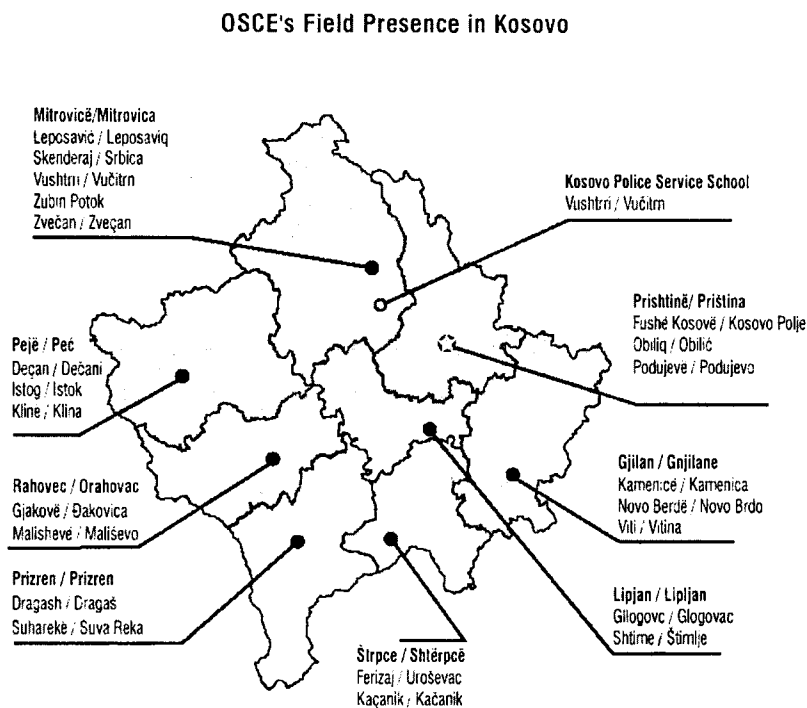 OSCE's Field Presence in Kosovo
Mitrovicë/Mitrovica
Leposavić / Leposaviq
Skenderaj / Srbica
Vushtrri / Vučitrn
Zubin Potok
Zvečan / Zveçan
Kosovo Police Service School
Vushtrri / Vučitrn
Prishtinë/ Priština
Fushë Kosovë / Kosovo Polje
Obiliq / Obilić
Podujevë / Podujevo
Pejë / Peć
Deçan / Dečani
Istog / Istok
Klinë / Klina
Rahovec / Orahovac
Gjakovë / Đakovica
Malishevë / Mališevo
Gjilan / Gnjilane
Kamenicë / Kamenica
Novo Berdë / Novo Brdo
Viti / Vitina
Prizren / Prizren
Dragash / Dragaš
Suharekë / Suva Reka
Lipjan / Lipljan
Gllogovc / Glogovac
Shtime / Štimlje
Štrpce / Shtërpcë
Ferizaj / Uroševac
Kaçanik / Kačanik